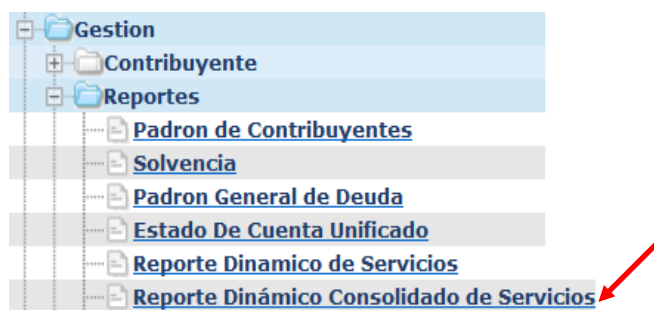 Gestion
Contribuyente
Reportes
Padron de Contribuyentes
Solvencia
Padron General de Deuda
Estado De Cuenta Unificado
Reporte Dinamico de Servicios
Reporte Dinámico Consolidado de Servicios